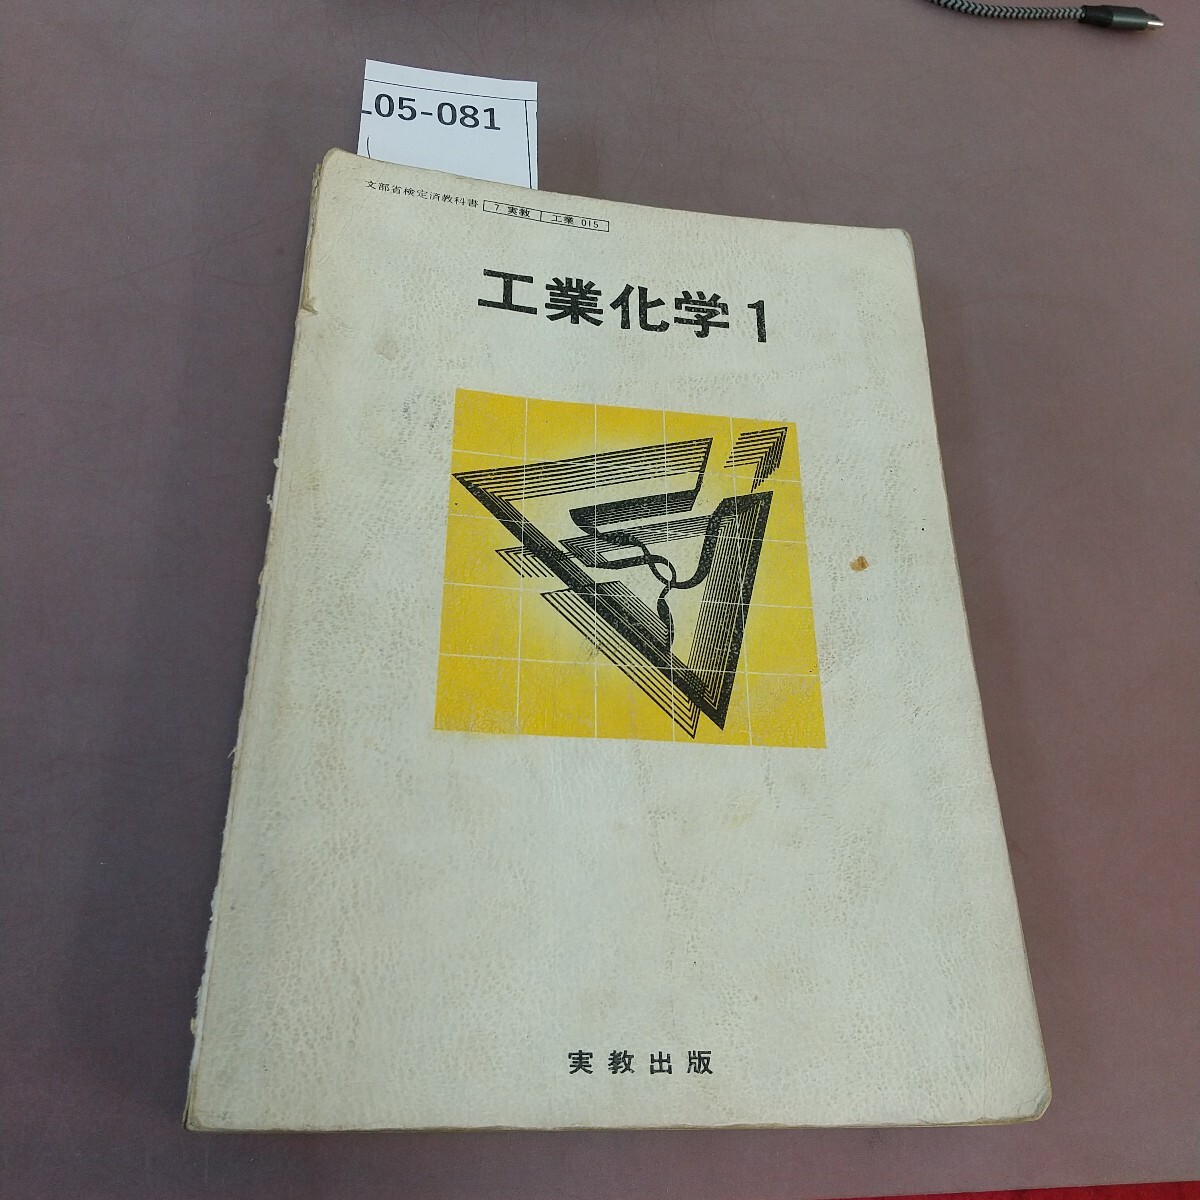 -05-081
文部省検定済教科書 7 実教 工業 015
工業化学1
実教出版